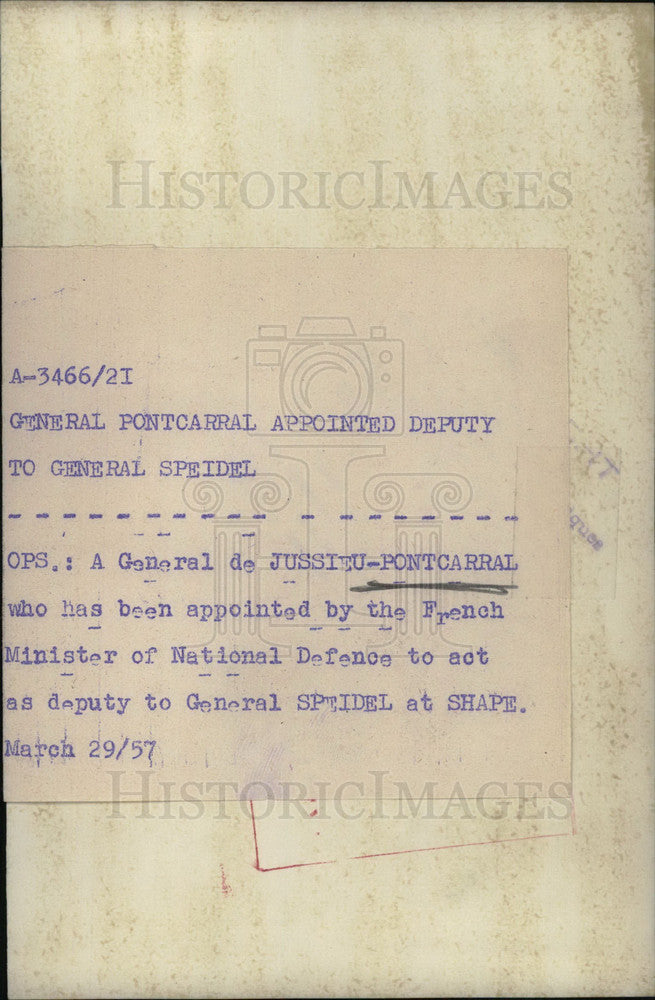 HISTORICIMAGES
A-3466/2I
GENERAL PONTCARRAL APPOINTED DEPUTY
TO GENERAL SPEIDEL
OPS.: A General de JUSSIEU-PONTCARRAL
who has been appointed by the French
Minister of National Defence to act
as deputy to General SPEIDEL at SHAPE.
March 29/57
HISTORICIMAGES